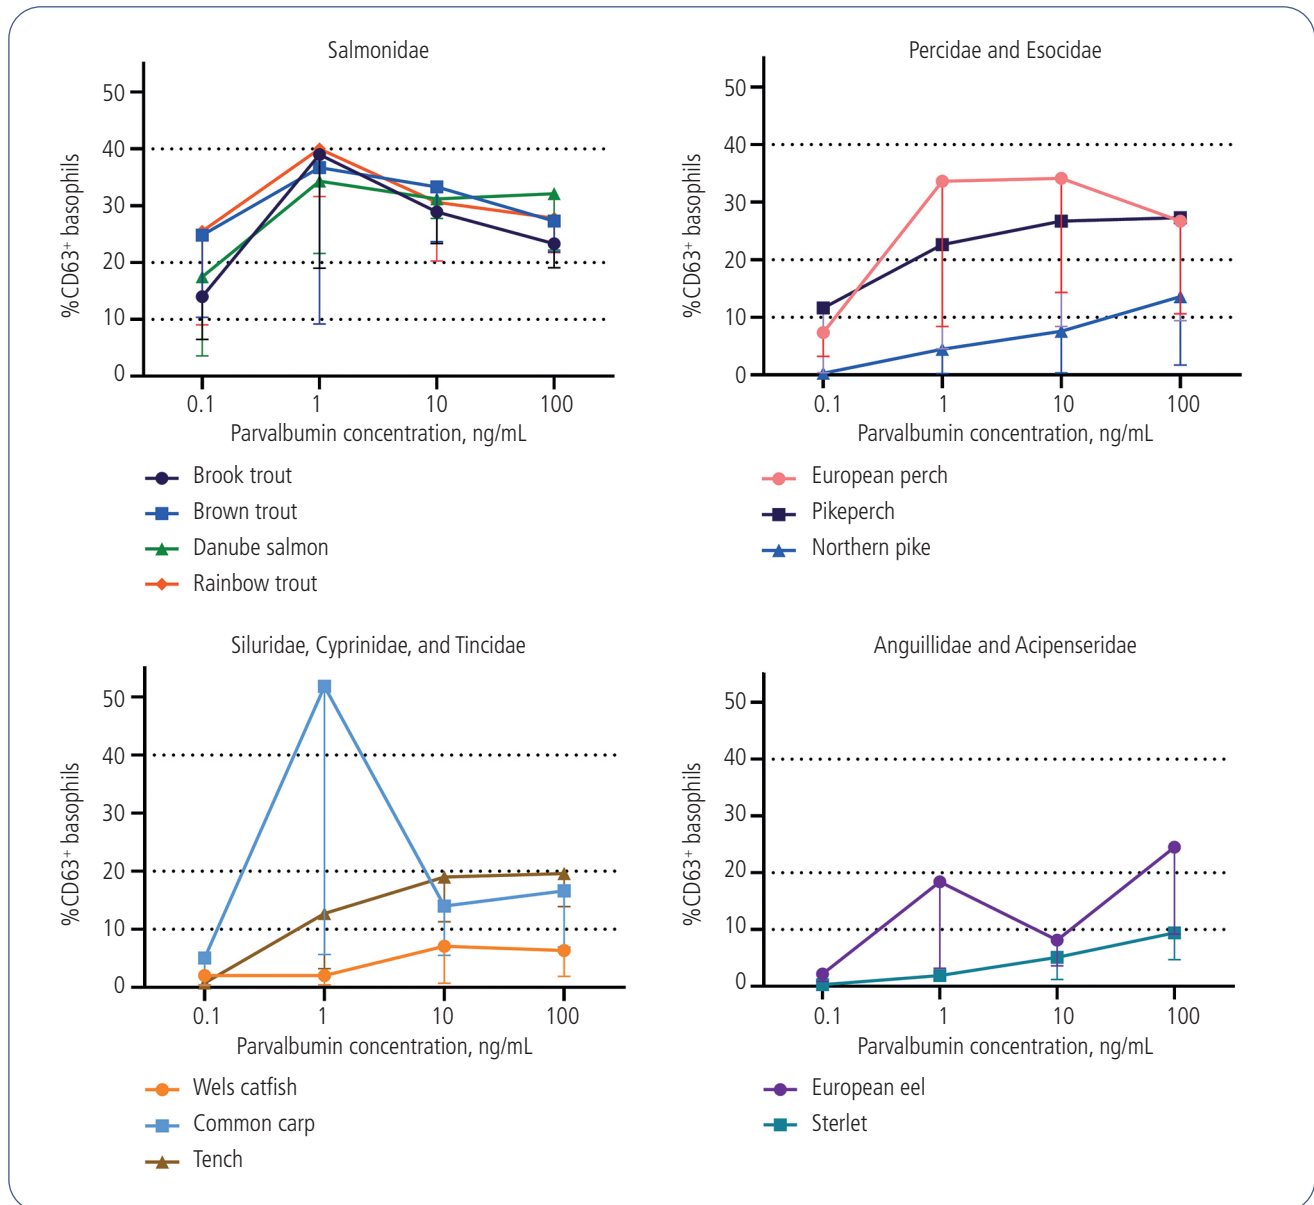 Salmonidae
50
40
30
20
10
0
%CD63+ basophils
0.1 1 10 100
Parvalbumin concentration, ng/mL
Brook trout
Brown trout
Danube salmon
Rainbow trout
Percidae and Esocidae
50
40
30
20
10
0
%CD63+ basophils
0.1 1 10 100
Parvalbumin concentration, ng/mL
European perch
Pikeperch
Northern pike
Siluridae, Cyprinidae, and Tincidae
50
40
30
20
10
0
%CD63+ basophils
0.1 1 10 100
Parvalbumin concentration, ng/mL
Wels catfish
Common carp
Tench
Anguillidae and Acipenseridae
50
40
30
20
10
0
%CD63+ basophils
0.1 1 10 100
Parvalbumin concentration, ng/mL
European eel
Sterlet